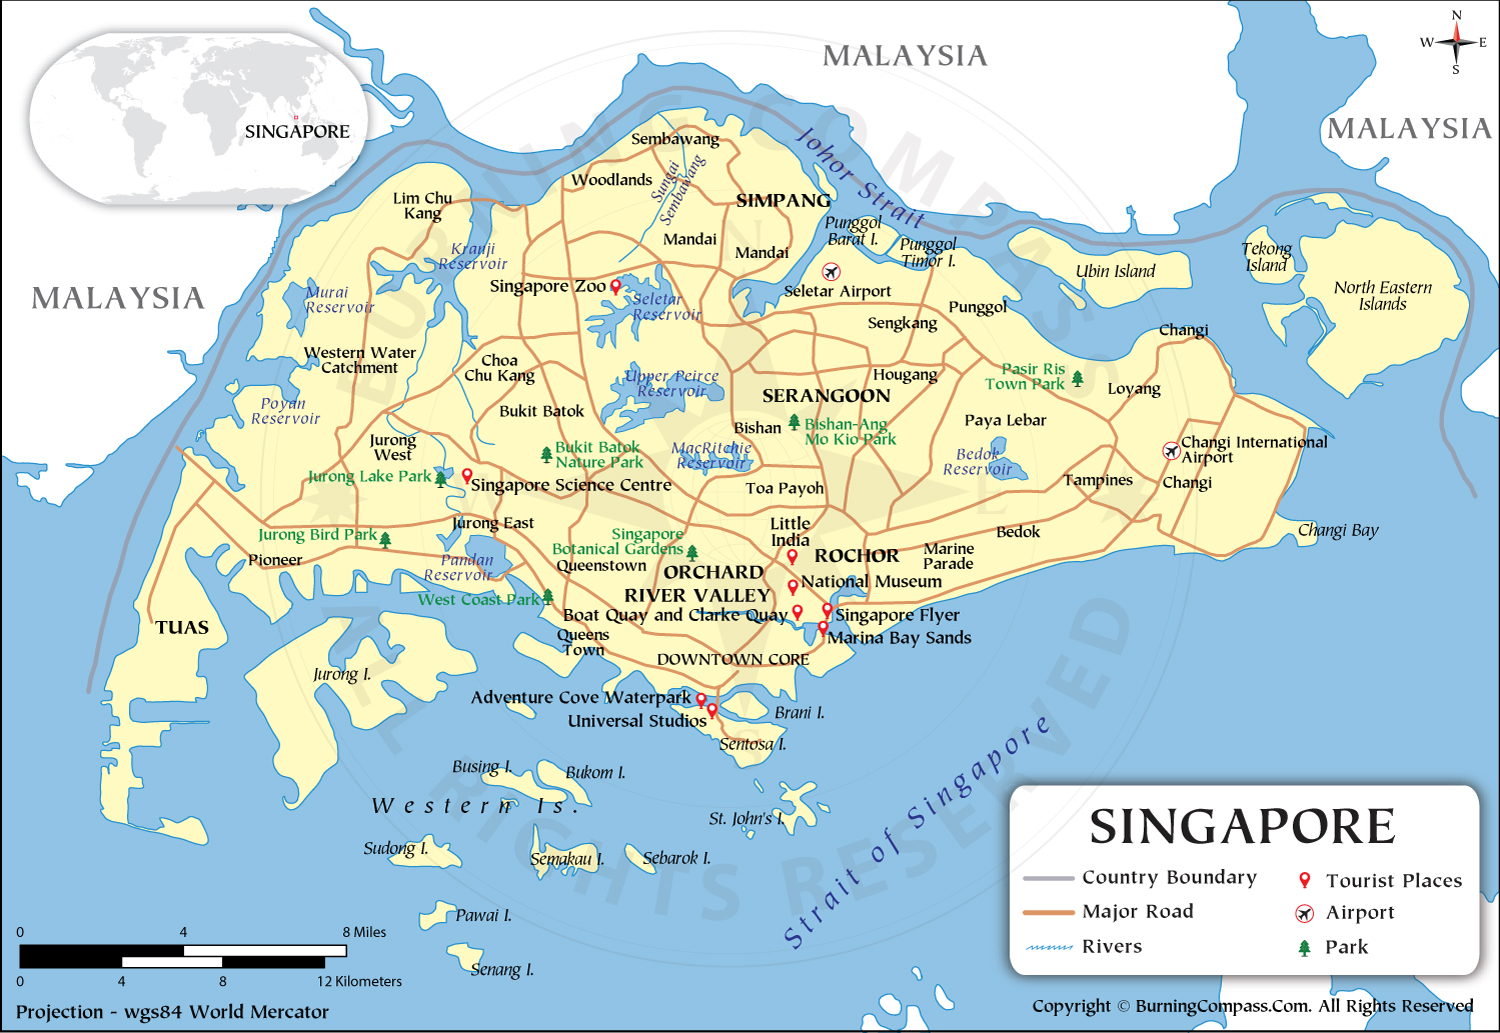 MALAYSIA
N
W E
S
MALAYSIA
SINGAPORE
Sembawang
Johor Strait
Woodlands
Sungai
Sembawang
Lim Chu
Kang
SIMPANG
Punggol
Barat I.
Punggol
Timor I.
Mandai
Mandai
Kranji
Reservoir
Tekong
Island
Ubin Island
MALAYSIA
Murai
Reservoir
Singapore Zoo
Seletar
Reservoir
Seletar Airport
North Eastern
Islands
Punggol
Sengkang
Changi
Western Water
Catchment
Choa
Chu Kang
Upper Peirce
Reservoir
Hougang
Pasir Ris
Town Park
Loyang
SERANGOON
Poyan
Reservoir
Bukit Batok
Bishan
Bishan-Ang
Mo Kio Park
Paya Lebar
Jurong
West
Bukit Batok
Nature Park
MacRitchie
Reservoir
Bedok
Reservoir
Changi International
Airport
Jurong Lake Park
Singapore Science Centre
Toa Payoh
Tampines
Changi
Jurong East
Little
India
Bedok
Changi Bay
Jurong Bird Park
Singapore
Botanical Gardens
ROCHOR
Marine
Parade
Pioneer
Pandan
Reservoir
Queenstown
ORCHARD
RIVER VALLEY
National Museum
West Coast Park
Boat Quay and Clarke Quay
Singapore Flyer
TUAS
Queens
Town
Marina Bay Sands
DOWNTOWN CORE
Jurong I.
Adventure Cove Waterpark
Universal Studios
Brani I.
Sentosa I.
Busing I.
Bukom I.
Western Is.
St. John's I.
Strait of Singapore
Sudong I.
Semakau I.
Sebarok I.
Pawai I.
Senang I.
BURNING COMPASS
ALL RIGHTS RESERVED
SINGAPORE
Country Boundary
Tourist Places
Major Road
Airport
Rivers
Park
0 4 8 Miles
0 4 8 12 Kilometers
Projection - wgs84 World Mercator
Copyright © BurningCompass.Com. All Rights Reserved